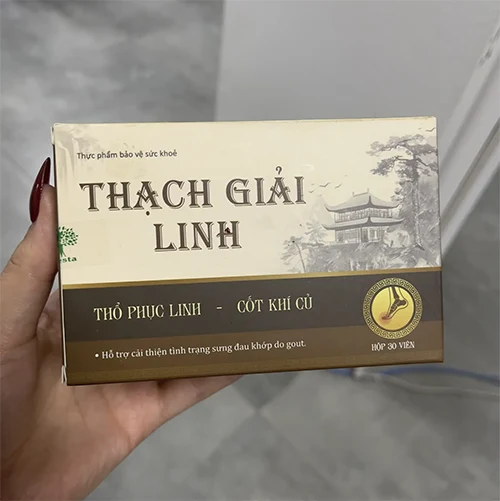 Thực phẩm bảo vệ sức khoẻ
THẠCH GIẢI
LINH
THỔ PHỤC LINH - CỐT KHÍ CỦ
• Hỗ trợ cải thiện tình trạng sưng đau khớp do gout.
HỘP 30 VIÊN